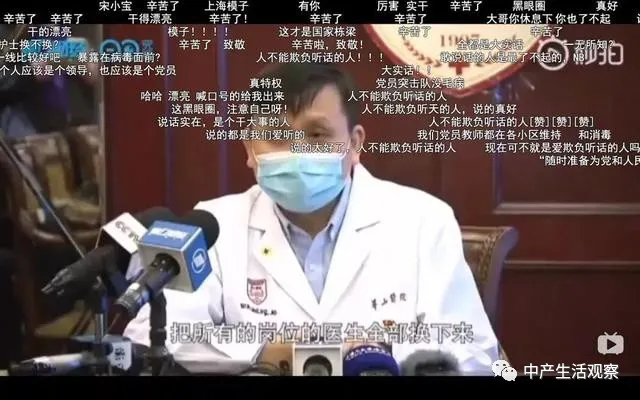 辛苦了 宋小宝 辛苦了 上海模子 有你 厉害 实干 黑眼圈 真好
辛苦了 辛苦了 干得漂亮 辛苦了! 辛苦了! 辛苦了 大哥你休息下 你也了不起
干的漂亮 模子!!!! 这才是国家栋梁 辛苦了
护士换不换? 辛苦了 致敬 辛苦啦, 致敬! 全都是大实话 一无所知?
一线比较好吧 暴露在病毒面前? 人不能欺负听话的人 敢说话的人是最了不起的, NB!
个人应该是个领导, 也应该是个党员 大实话!!
真特权 党员突击队没毛病
哈哈 漂亮 喊口号的给我出来 人不能欺负听话的人
这黑眼圈, 注意自己呀! 人不能欺负听天的人, 说的真好
说话实在, 是个干大事的人 人不能欺负听话的人[赞][赞][赞]
说的都是我们爱听的 我们党员教师都在各小区维持 和消毒
说的太好了, 人不能欺负听话的人 现在可不就是爱欺负听话的人吗
“随时准备为党和人民
秒拍
华山医院
把所有的岗位的医生全部换下来
中产生活观察